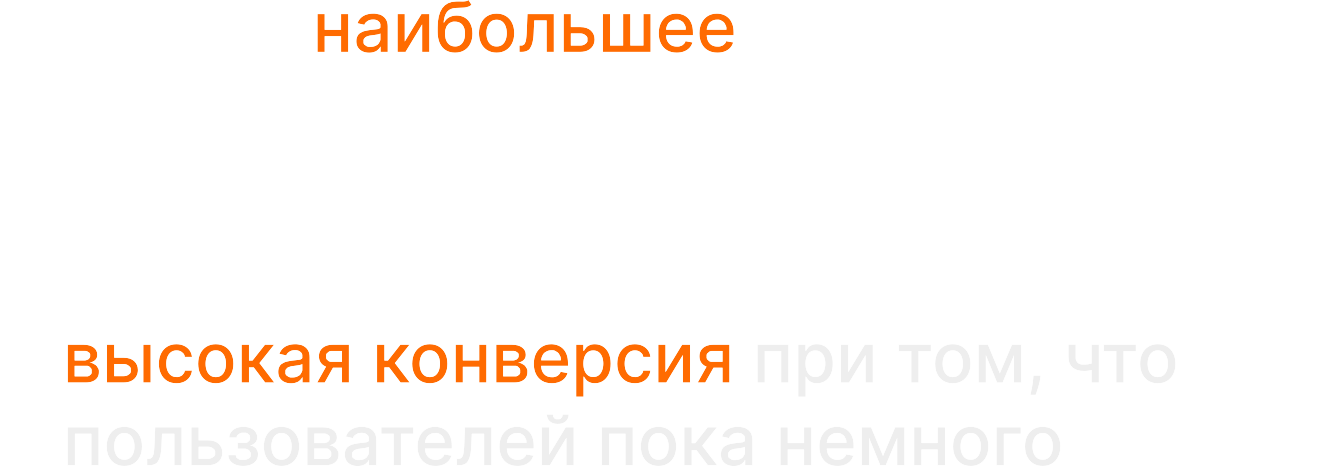 наибольшее
высокая конверсия при том, что
пользователей пока немного